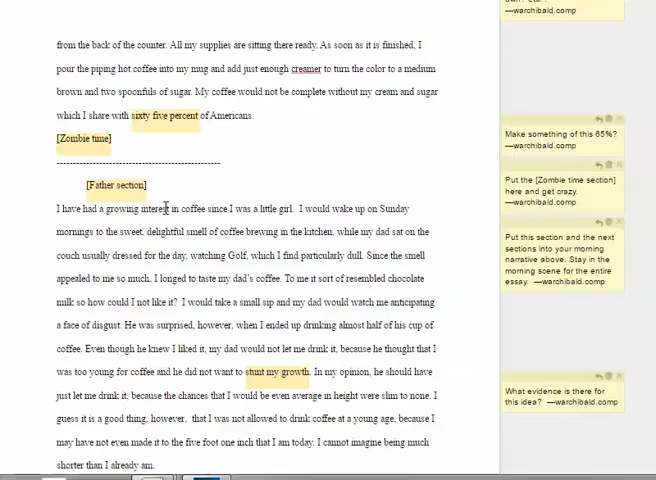 —warchibald.comp
from the back of the counter. All my supplies are sitting there ready. As soon as it is finished, I
pour the piping hot coffee into my mug and add just enough creamer to turn the color to a medium
brown and two spoonfuls of sugar. My coffee would not be complete without my cream and sugar
which I share with sixty five percent of Americans.
[Zombie time]
------------------------------------------------
[Father section]
I have had a growing interest in coffee since I was a little girl.  I would wake up on Sunday
mornings to the sweet, delightful smell of coffee brewing in the kitchen, while my dad sat on the
couch usually dressed for the day, watching Golf, which I find particularly dull. Since the smell
appealed to me so much, I longed to taste my dad's coffee. To me it sort of resembled chocolate
milk so how could I not like it?  I would take a small sip and my dad would watch me anticipating
a face of disgust. He was surprised, however, when I ended up drinking almost half of his cup of
coffee. Even though he knew I liked it, my dad would not let me drink it, because he thought that I
was too young for coffee and he did not want to stunt my growth. In my opinion, he should have
just let me drink it, because the chances that I would be even average in height were slim to none. I
guess it is a good thing, however,  that I was not allowed to drink coffee at a young age, because I
may have not even made it to the five foot one inch that I am today. I cannot imagine being much
shorter than I already am.
Make something of this 65%?
—warchibald.comp
Put the [Zombie time section]
here and get crazy.
—warchibald.comp
Put this section and the next
sections into your morning
narrative above. Stay in the
morning scene for the entire
essay.  —warchibald.comp
What evidence is there for
this idea?  —warchibald.comp